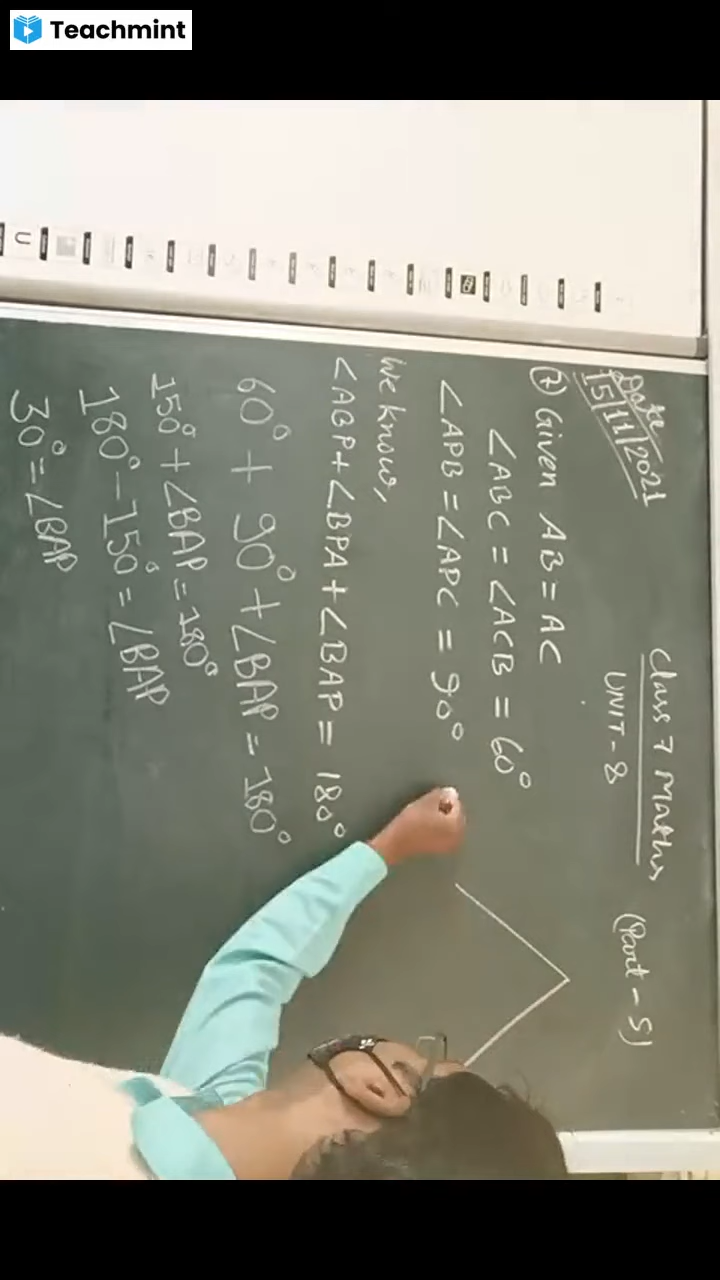 Teachmint
Date
15/11/2021
Class 7 Maths (Part-5)
UNIT-8
(7) Given AB = AC
∠ABC = ∠ACB = 60°
∠APB = ∠APC = 90°
We know,
∠ABP + ∠BPA + ∠BAP = 180°
60° + 90° + ∠BAP = 180°
150° + ∠BAP = 180°
180° - 150° = ∠BAP
30° = ∠BAP